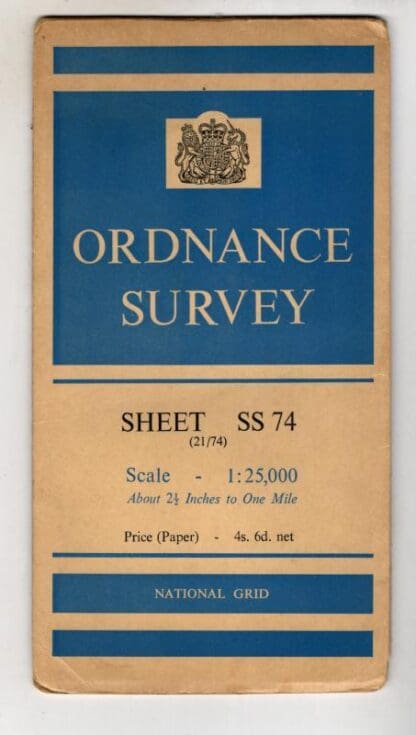 ORDNANCE
SURVEY
SHEET SS 74
(21/74)
Scale - 1:25,000
About 2½ Inches to One Mile
Price (Paper) - 4s. 6d. net
NATIONAL GRID